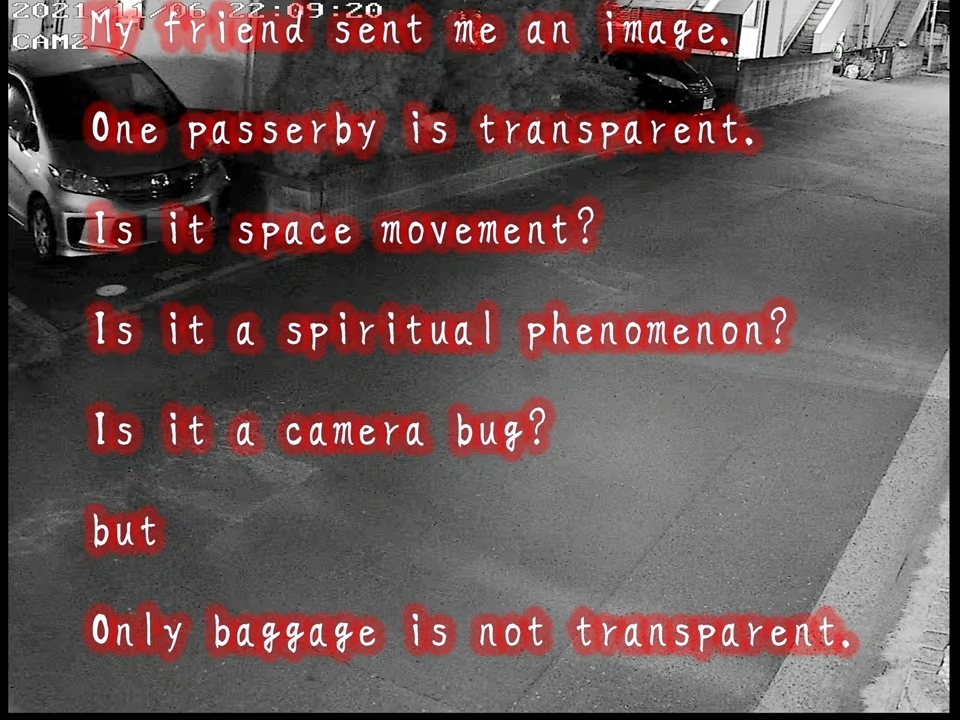 2021/11/06 22:09:20
CAM2
My friend sent me an image.
One passerby is transparent.
Is it space movement?
Is it a spiritual phenomenon?
Is it a camera bug?
but
Only baggage is not transparent.